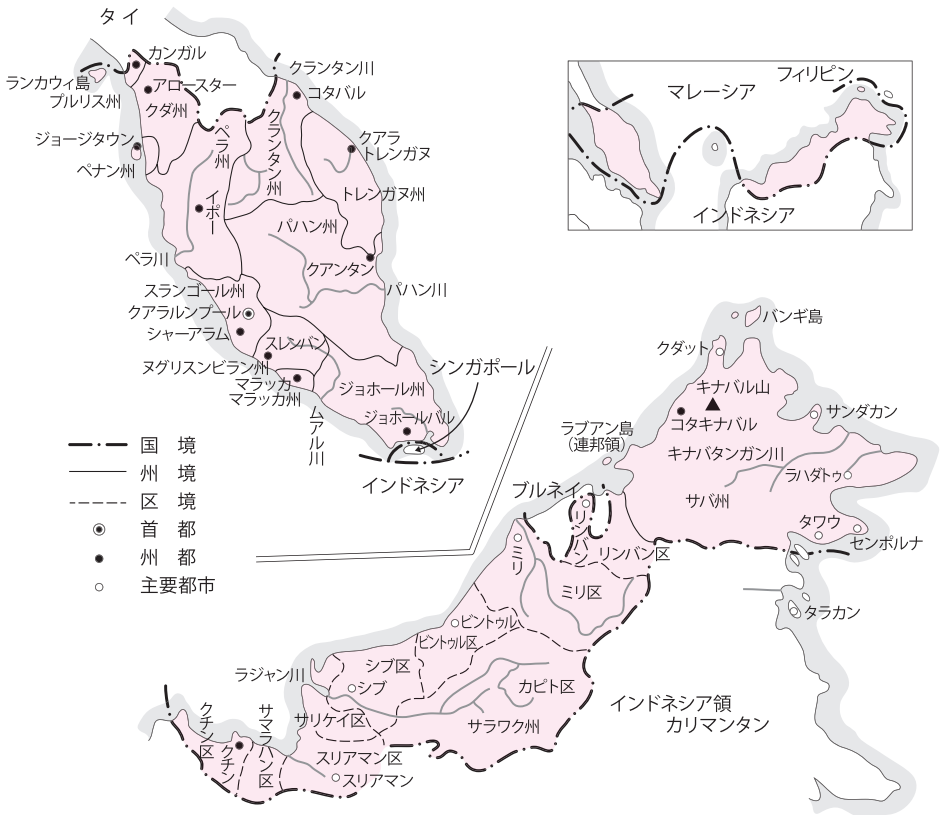 タイ
カンガル
ランカウィ島
プルリス州
アロースター
クダ州
クランタン川
コタバル
ジョージタウン
ペナン州
ペラ州
クランタン州
クアラ
トレンガヌ
トレンガヌ州
イポー
パハン州
ペラ川
クアンタン
パハン川
スランゴール州
クアラルンプール
シャーアラム
スレンバン
ヌグリスンビラン州
マラッカ
マラッカ州
ジョホール州
シンガポール
ジョホールバル
ムアル川
インドネシア
フィリピン
マレーシア
インドネシア
国境
州境
区境
首都
州都
主要都市
バンギ島
クダット
キナバル山
コタキナバル
サンダカン
ラブアン島
(連邦領)
キナバタンガン川
ラハダトゥ
サバ州
ブルネイ
リンバン
リンバン区
タワウ
センポルナ
ミリ
ミリ区
タラカン
ビントゥル
ビントゥル区
シブ区
ラジャン川
シブ
カピト区
サラワク州
インドネシア領
カリマンタン
サリケイ区
クチン区
クチン
サマラハン区
スリアマン区
スリアマン